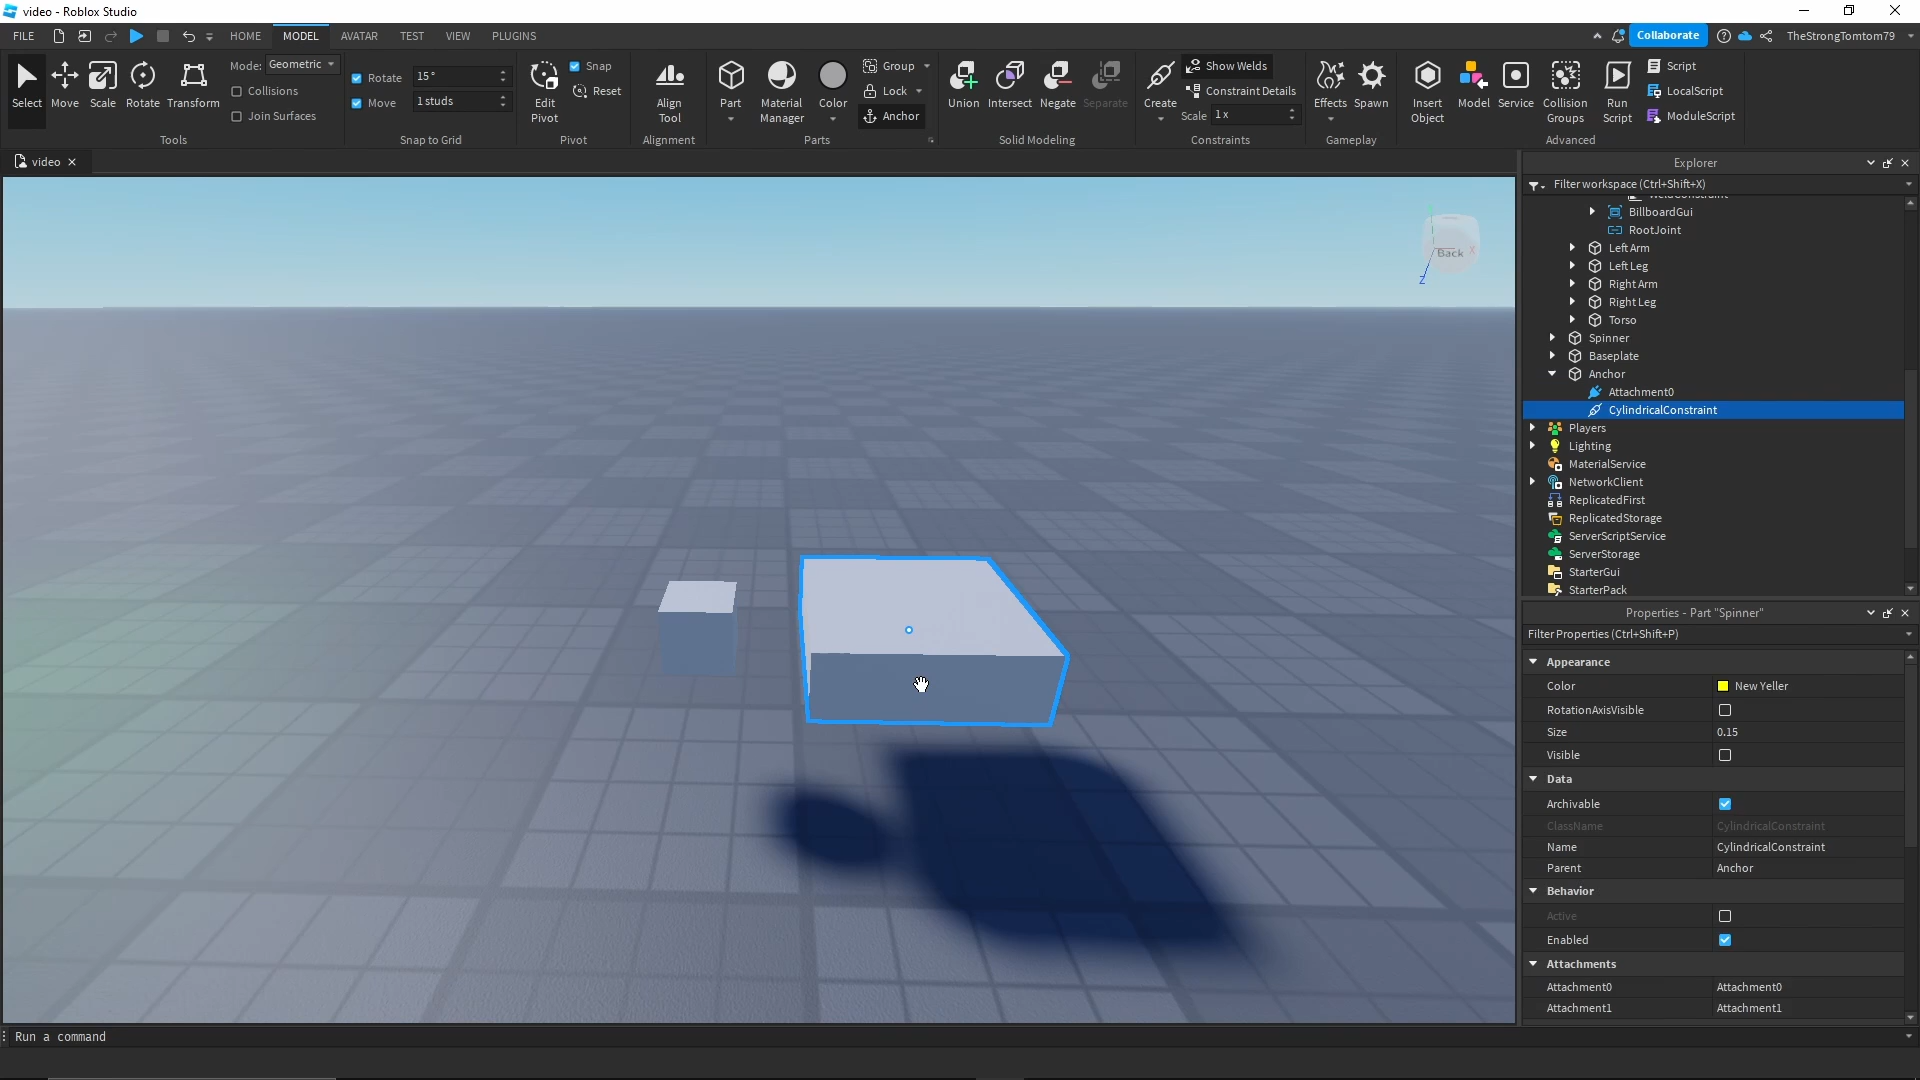 video - Roblox Studio
FILE HOME MODEL AVATAR TEST VIEW PLUGINS Collaborate TheStrongTomtom79
Select Move Scale Rotate Transform
Mode: Geometric
Collisions
Join Surfaces
Tools
Rotate 15°
Move 1 studs
Snap to Grid
Edit Pivot
Snap
Reset
Pivot
Align Tool
Alignment
Part
Material Manager
Color
Group
Lock
Anchor
Parts
Union Intersect Negate Separate
Solid Modeling
Create
Show Welds
Constraint Details
Scale 1 x
Constraints
Effects Spawn
Gameplay
Insert Object
Model
Service
Collision Groups
Run Script
Script
LocalScript
ModuleScript
Advanced
video
Back
X
Z
Explorer
Filter workspace (Ctrl+Shift+X)
WeldConstraint
BillboardGui
RootJoint
Left Arm
Left Leg
Right Arm
Right Leg
Torso
Spinner
Baseplate
Anchor
Attachment0
CylindricalConstraint
Players
Lighting
MaterialService
NetworkClient
ReplicatedFirst
ReplicatedStorage
ServerScriptService
ServerStorage
StarterGui
StarterPack
Properties - Part "Spinner"
Filter Properties (Ctrl+Shift+P)
Appearance
Color New Yeller
RotationAxisVisible
Size 0.15
Visible
Data
Archivable
ClassName CylindricalConstraint
Name CylindricalConstraint
Parent Anchor
Behavior
Active
Enabled
Attachments
Attachment0 Attachment0
Attachment1 Attachment1
Run a command